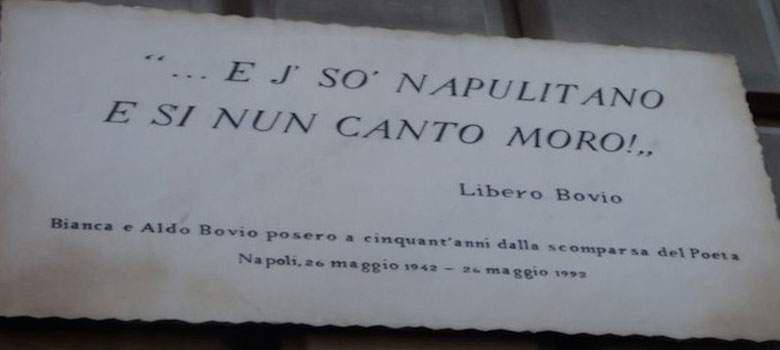 “... E J' SO' NAPULITANO
E SI NUN CANTO MORO!„
Libero Bovio
Bianca e Aldo Bovio posero a cinquant'anni dalla scomparsa del Poeta
Napoli, 26 maggio 1942 – 26 maggio 1992